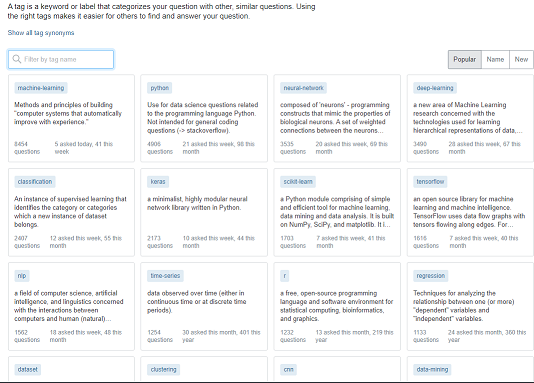 A tag is a keyword or label that categorizes your question with other, similar questions. Using
the right tags makes it easier for others to find and answer your question.
Show all tag synonyms
Filter by tag name
Popular
Name
New
machine-learning
Methods and principles of building
"computer systems that automatically
improve with experience."
8454
questions
5 asked today, 41 this
week
python
Use for data science questions related
to the programming language Python.
Not intended for general coding
questions (-> stackoverflow).
4906
questions
21 asked this week, 98 this
month
neural-network
composed of 'neurons' - programming
constructs that mimic the properties of
biological neurons. A set of weighted
connections between the neurons...
3535
questions
20 asked this week, 69 this
month
deep-learning
a new area of Machine Learning
research concerned with the
technologies used for learning
hierarchical representations of data,...
3490
questions
28 asked this week, 67 this
month
classification
An instance of supervised learning that
identifies the category or categories
which a new instance of dataset
belongs.
2407
questions
12 asked this week, 55 this
month
keras
a minimalist, highly modular neural
network library written in Python.
2173
questions
10 asked this week, 44 this
month
scikit-learn
a Python module comprising of simple
and efficient tool for machine learning,
data mining and data analysis. It is built
on NumPy, SciPy, and matplotlib. It i...
1703
questions
7 asked this week, 41 this
month
tensorflow
an open source library for machine
learning and machine intelligence.
TensorFlow uses data flow graphs with
tensors flowing along edges. For...
1616
questions
7 asked this week, 40 this
month
nlp
a field of computer science, artificial
intelligence, and linguistics concerned
with the interactions between
computers and human (natural)...
1562
questions
18 asked this week, 48 this
month
time-series
data observed over time (either in
continuous time or at discrete time
periods).
1254
questions
30 asked this month, 401 this
year
r
a free, open-source programming
language and software environment for
statistical computing, bioinformatics,
and graphics.
1232
questions
13 asked this month, 219 this
year
regression
Techniques for analyzing the
relationship between one (or more)
"dependent" variables and
"independent" variables.
1133
questions
24 asked this month, 360 this
year
dataset
clustering
cnn
data-mining